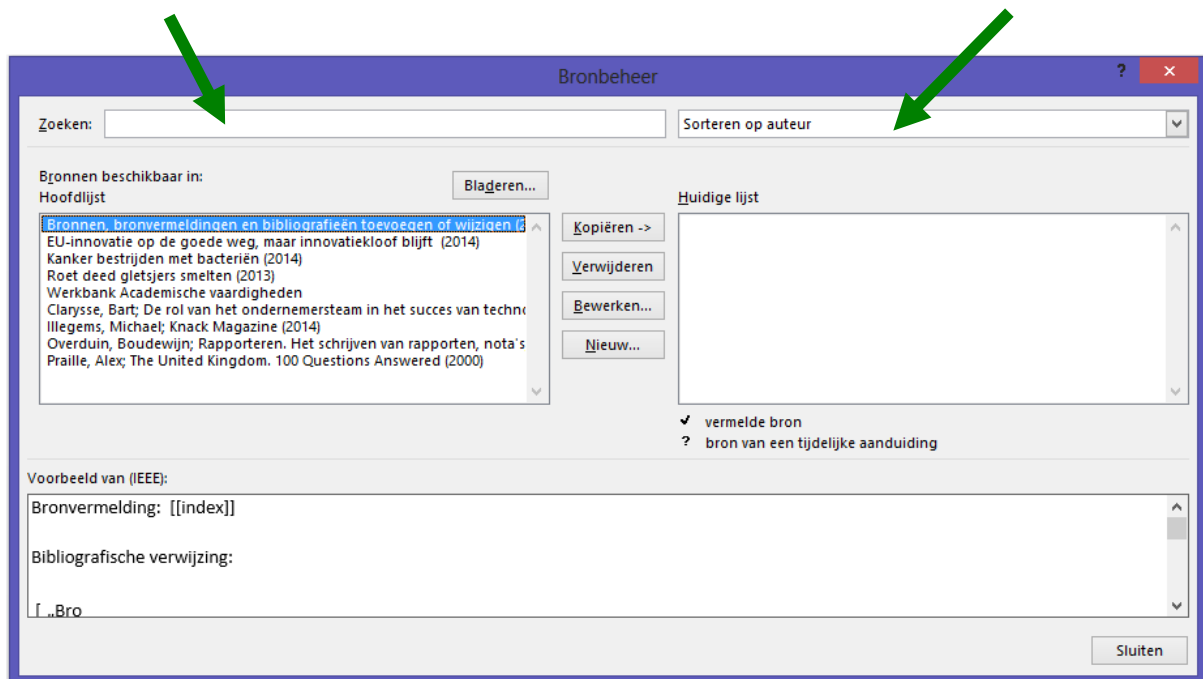 Bronbeheer
?
Zoeken:
Sorteren op auteur
Bronnen beschikbaar in:
Hoofdlijst
Bladeren...
Huidige lijst
Bronnen, bronvermeldingen en bibliografieën toevoegen of wijzigen (
EU-innovatie op de goede weg, maar innovatiekloof blijft (2014)
Kanker bestrijden met bacteriën (2014)
Roet deed gletsjers smelten (2013)
Werkbank Academische vaardigheden
Clarysse, Bart; De rol van het ondernemersteam in het succes van techn
Illegems, Michael; Knack Magazine (2014)
Overduin, Boudewijn; Rapporteren. Het schrijven van rapporten, nota's
Praille, Alex; The United Kingdom. 100 Questions Answered (2000)
Kopiëren ->
Verwijderen
Bewerken...
Nieuw...
✓ vermelde bron
? bron van een tijdelijke aanduiding
Voorbeeld van (IEEE):
Bronvermelding: [[index]]
Bibliografische verwijzing:
[ „Bro
Sluiten